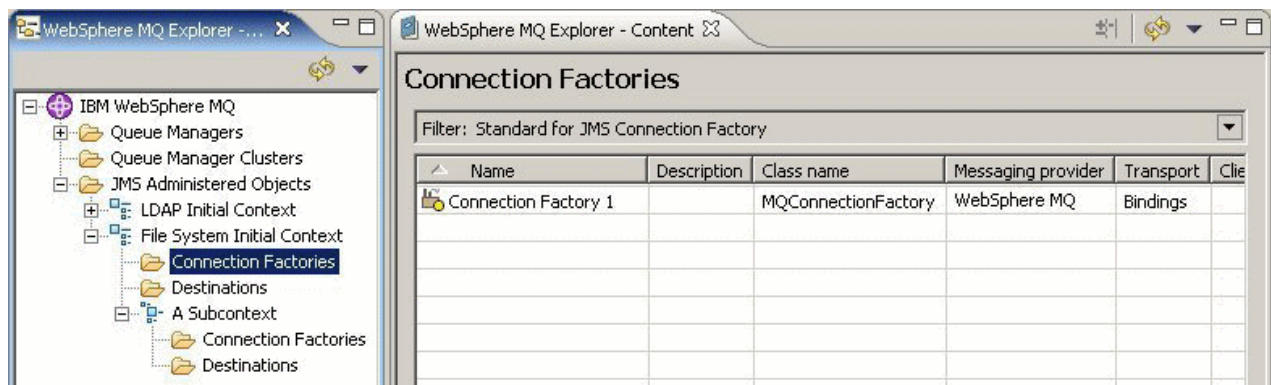 WebSphere MQ Explorer -...
IBM WebSphere MQ
Queue Managers
Queue Manager Clusters
JMS Administered Objects
LDAP Initial Context
File System Initial Context
Connection Factories
Destinations
A Subcontext
Connection Factories
Destinations
WebSphere MQ Explorer - Content
Connection Factories
Filter: Standard for JMS Connection Factory
Name Description Class name Messaging provider Transport Clie
Connection Factory 1 MQConnectionFactory WebSphere MQ Bindings